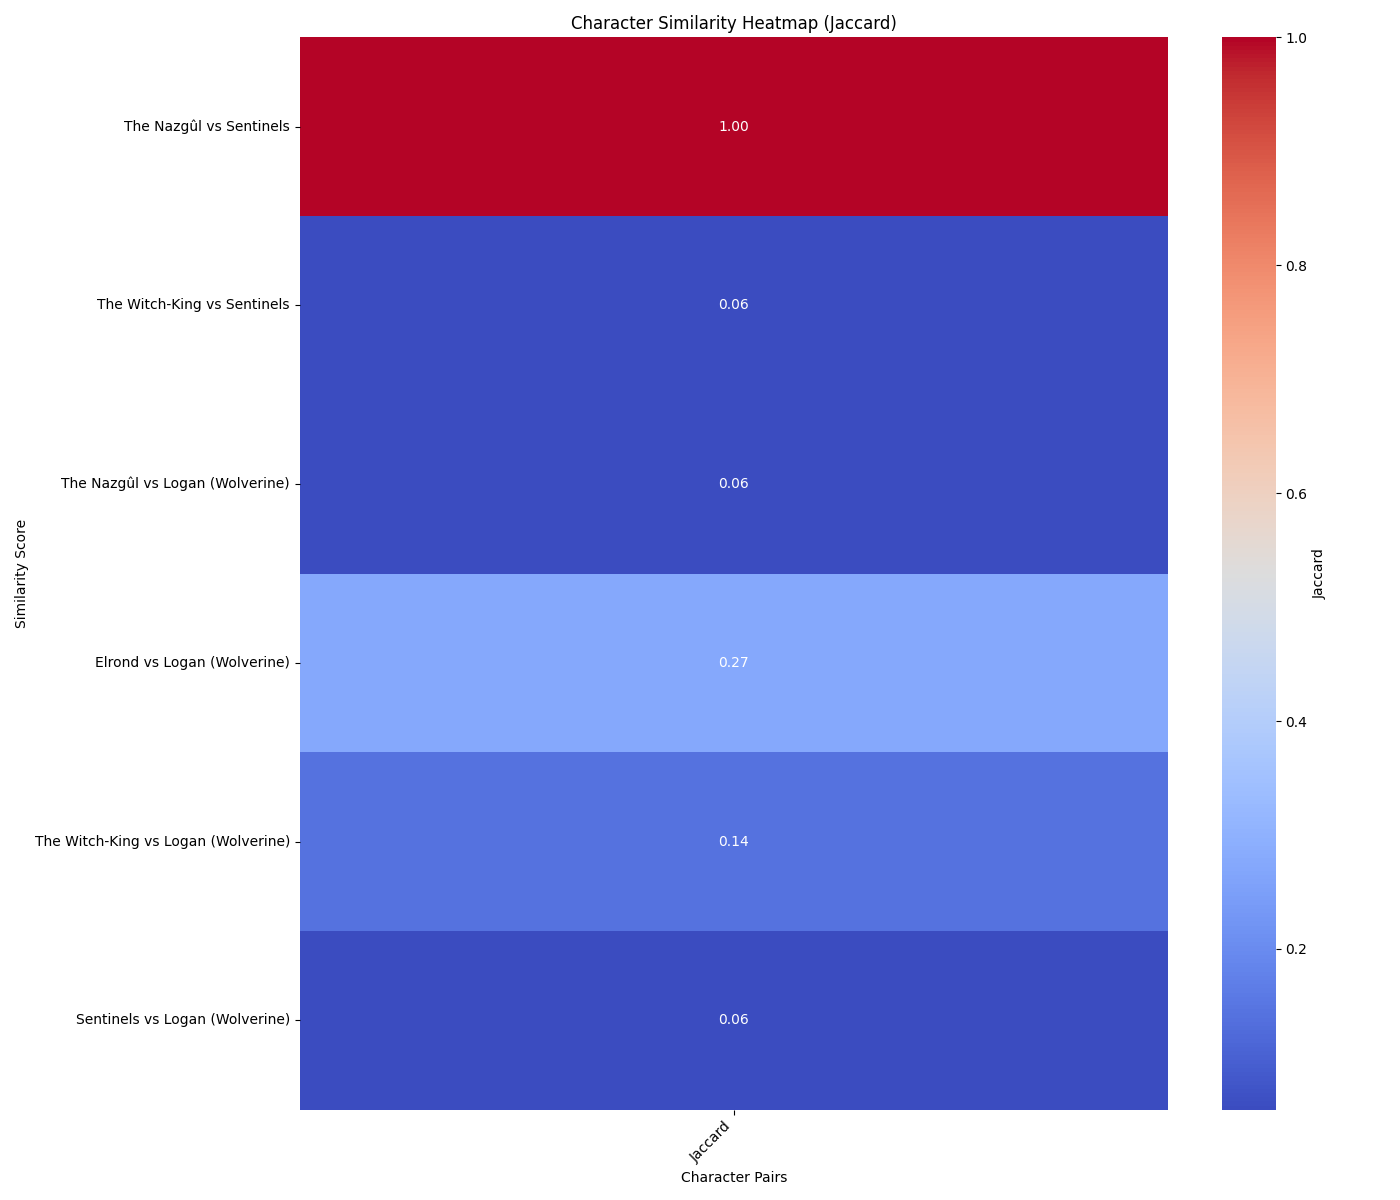 Character Similarity Heatmap (Jaccard)
The Nazgûl vs Sentinels
1.00
The Witch-King vs Sentinels
0.06
The Nazgûl vs Logan (Wolverine)
0.06
Elrond vs Logan (Wolverine)
0.27
The Witch-King vs Logan (Wolverine)
0.14
Sentinels vs Logan (Wolverine)
0.06
Similarity Score
Jaccard
Character Pairs
1.0
0.8
0.6
0.4
0.2
Jaccard